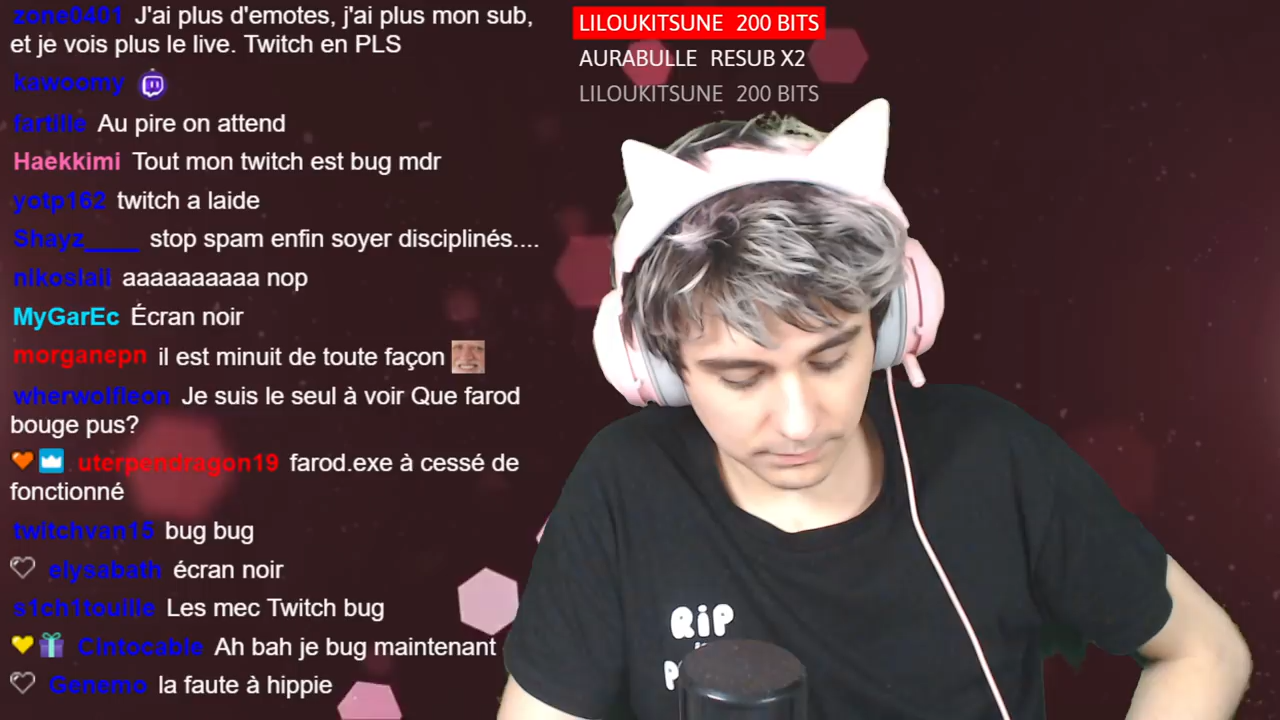 zone0401 J'ai plus d'emotes, j'ai plus mon sub,
et je vois plus le live. Twitch en PLS
kawoomy
fartille Au pire on attend
Haekkimi Tout mon twitch est bug mdr
yotp162 twitch a laide
Shayz____ stop spam enfin soyer disciplinés....
nikoslaii aaaaaaaaaa nop
MyGarEc Écran noir
morganepn il est minuit de toute façon
wherwolfleon Je suis le seul à voir Que farod
bouge pus?
uterpendragon19 farod.exe à cessé de
fonctionné
twitchvan15 bug bug
elysabath écran noir
s1ch1touille Les mec Twitch bug
Cintocable Ah bah je bug maintenant
Genemo la faute à hippie
LILOUKITSUNE 200 BITS
AURABULLE RESUB X2
LILOUKITSUNE 200 BITS
RiP